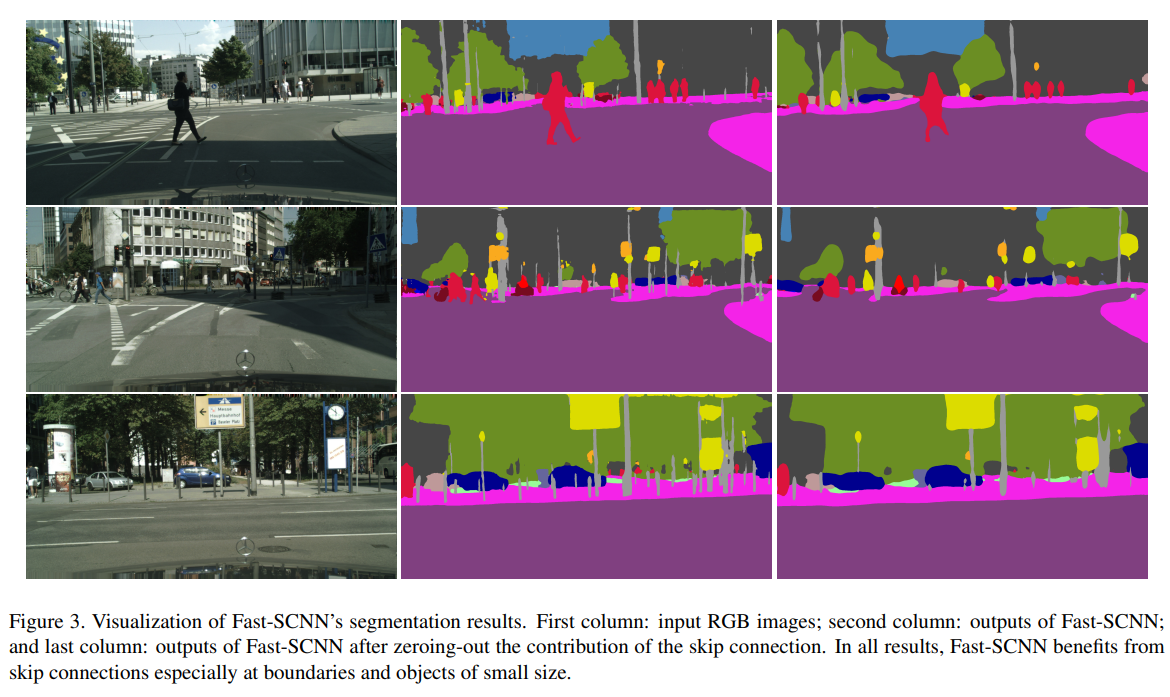 Messe
Hauptbahnhof
Figure 3. Visualization of Fast-SCNN's segmentation results. First column: input RGB images; second column: outputs of Fast-SCNN;
and last column: outputs of Fast-SCNN after zeroing-out the contribution of the skip connection. In all results, Fast-SCNN benefits from
skip connections especially at boundaries and objects of small size.